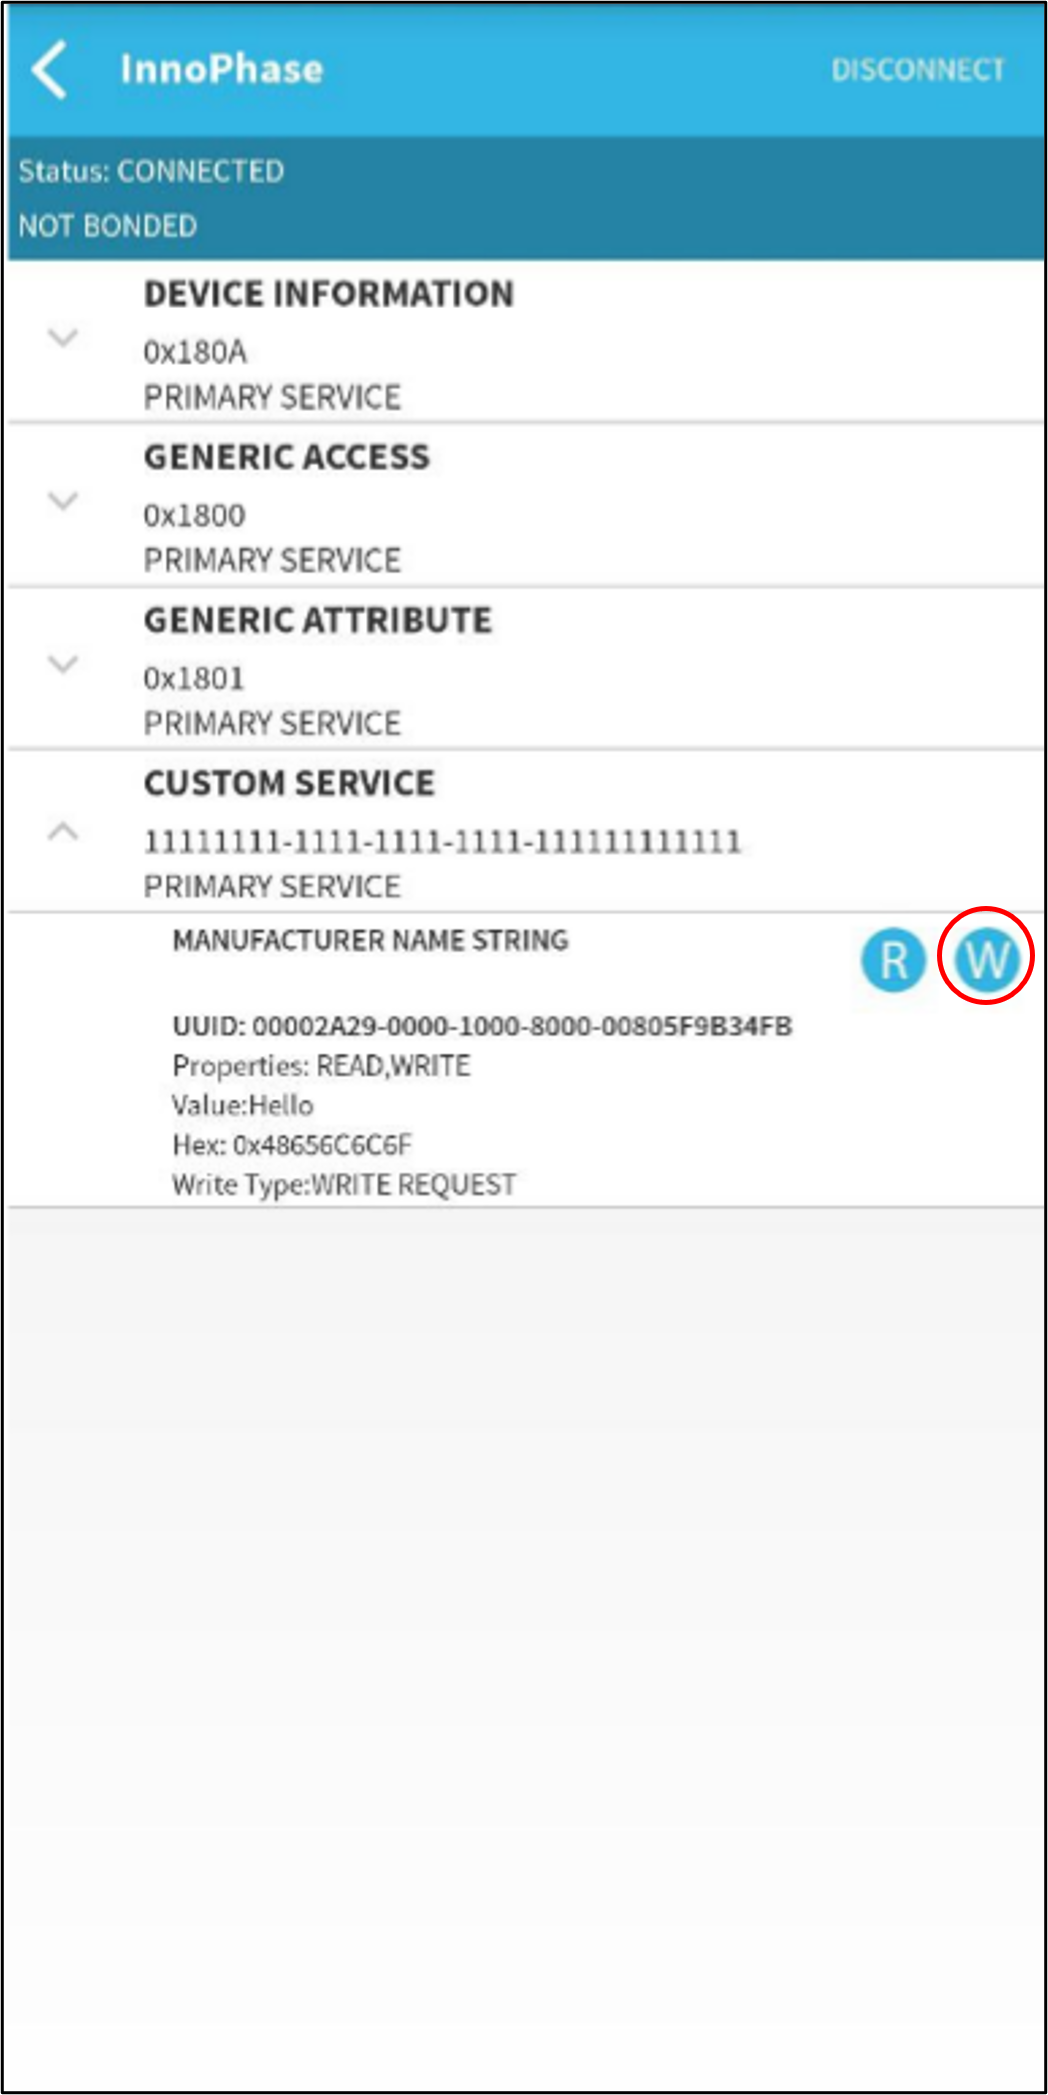 InnoPhase DISCONNECT
Status: CONNECTED
NOT BONDED
DEVICE INFORMATION
0x180A
PRIMARY SERVICE
GENERIC ACCESS
0x1800
PRIMARY SERVICE
GENERIC ATTRIBUTE
0x1801
PRIMARY SERVICE
CUSTOM SERVICE
11111111-1111-1111-1111-111111111111
PRIMARY SERVICE
MANUFACTURER NAME STRING R W
UUID: 00002A29-0000-1000-8000-00805F9B34FB
Properties: READ,WRITE
Value:Hello
Hex: 0x48656C6C6F
Write Type:WRITE REQUEST